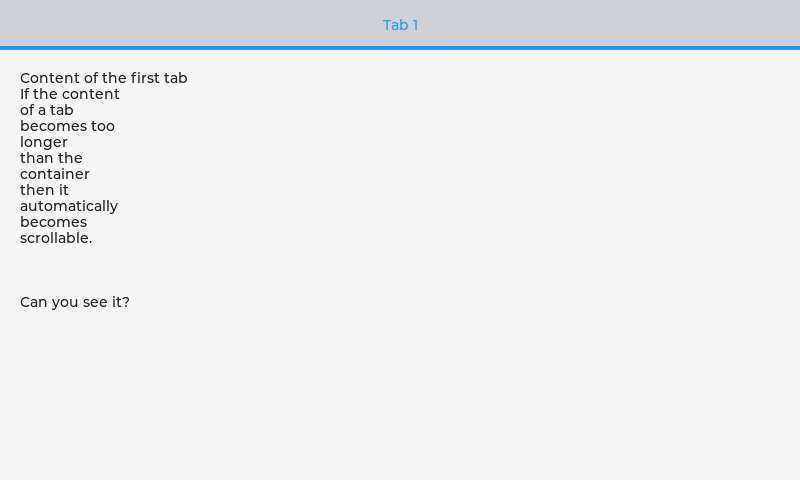 Tab 1
Content of the first tab
If the content
of a tab
becomes too
longer
than the
container
then it
automatically
becomes
scrollable.
Can you see it?